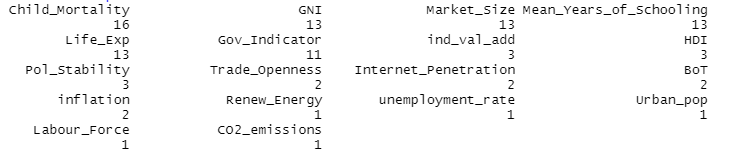 Child_Mortality GNI Market_Size Mean_Years_of_Schooling
16 13 13 13
Life_Exp Gov_Indicator ind_val_add HDI
13 11 3 3
Pol_Stability Trade_Openness Internet_Penetration BoT
3 2 2 2
inflation Renew_Energy unemployment_rate Urban_pop
2 1 1 1
Labour_Force CO2_emissions
1 1